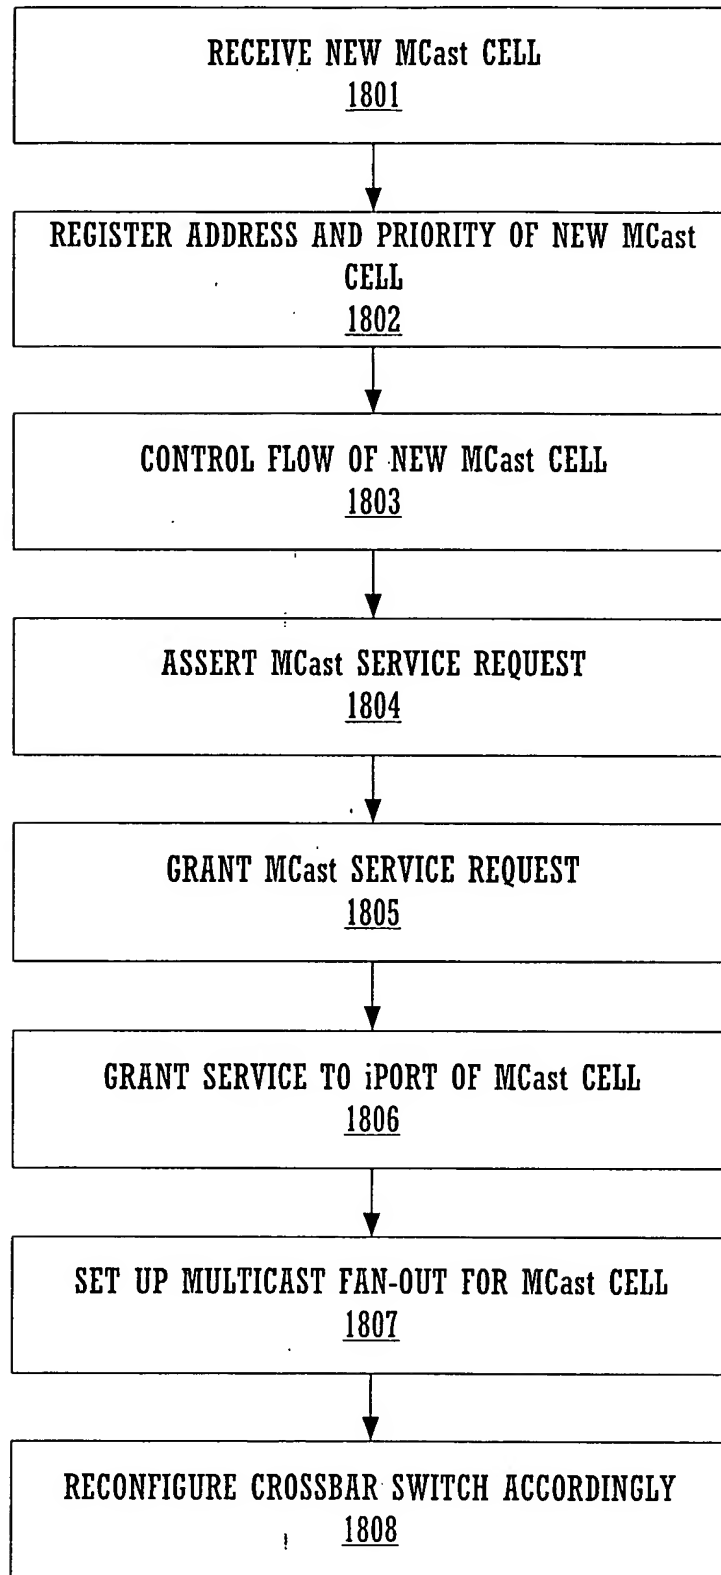 RECEIVE NEW MCast CELL
1801
REGISTER ADDRESS AND PRIORITY OF NEW MCast
CELL
1802
CONTROL FLOW OF NEW MCast CELL
1803
ASSERT MCast SERVICE REQUEST
1804
GRANT MCast SERVICE REQUEST
1805
GRANT SERVICE TO iPORT OF MCast CELL
1806
SET UP MULTICAST FAN-OUT FOR MCast CELL
1807
RECONFIGURE CROSSBAR SWITCH ACCORDINGLY
1808